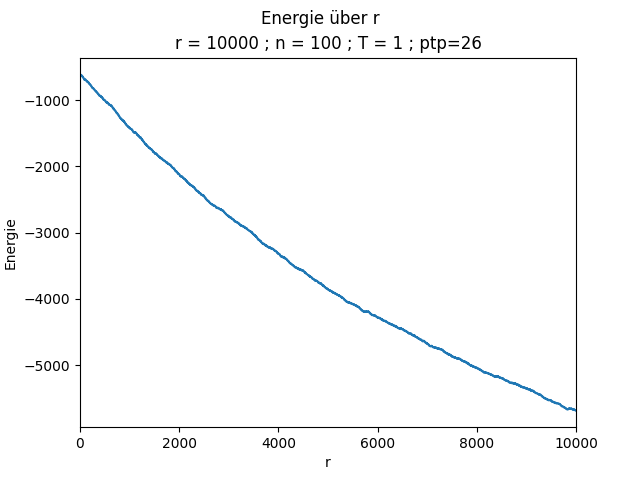 Energie über r
r = 10000 ; n = 100 ; T = 1 ; ptp=26
Energie
−1000
−2000
−3000
−4000
−5000
0 2000 4000 6000 8000 10000
r